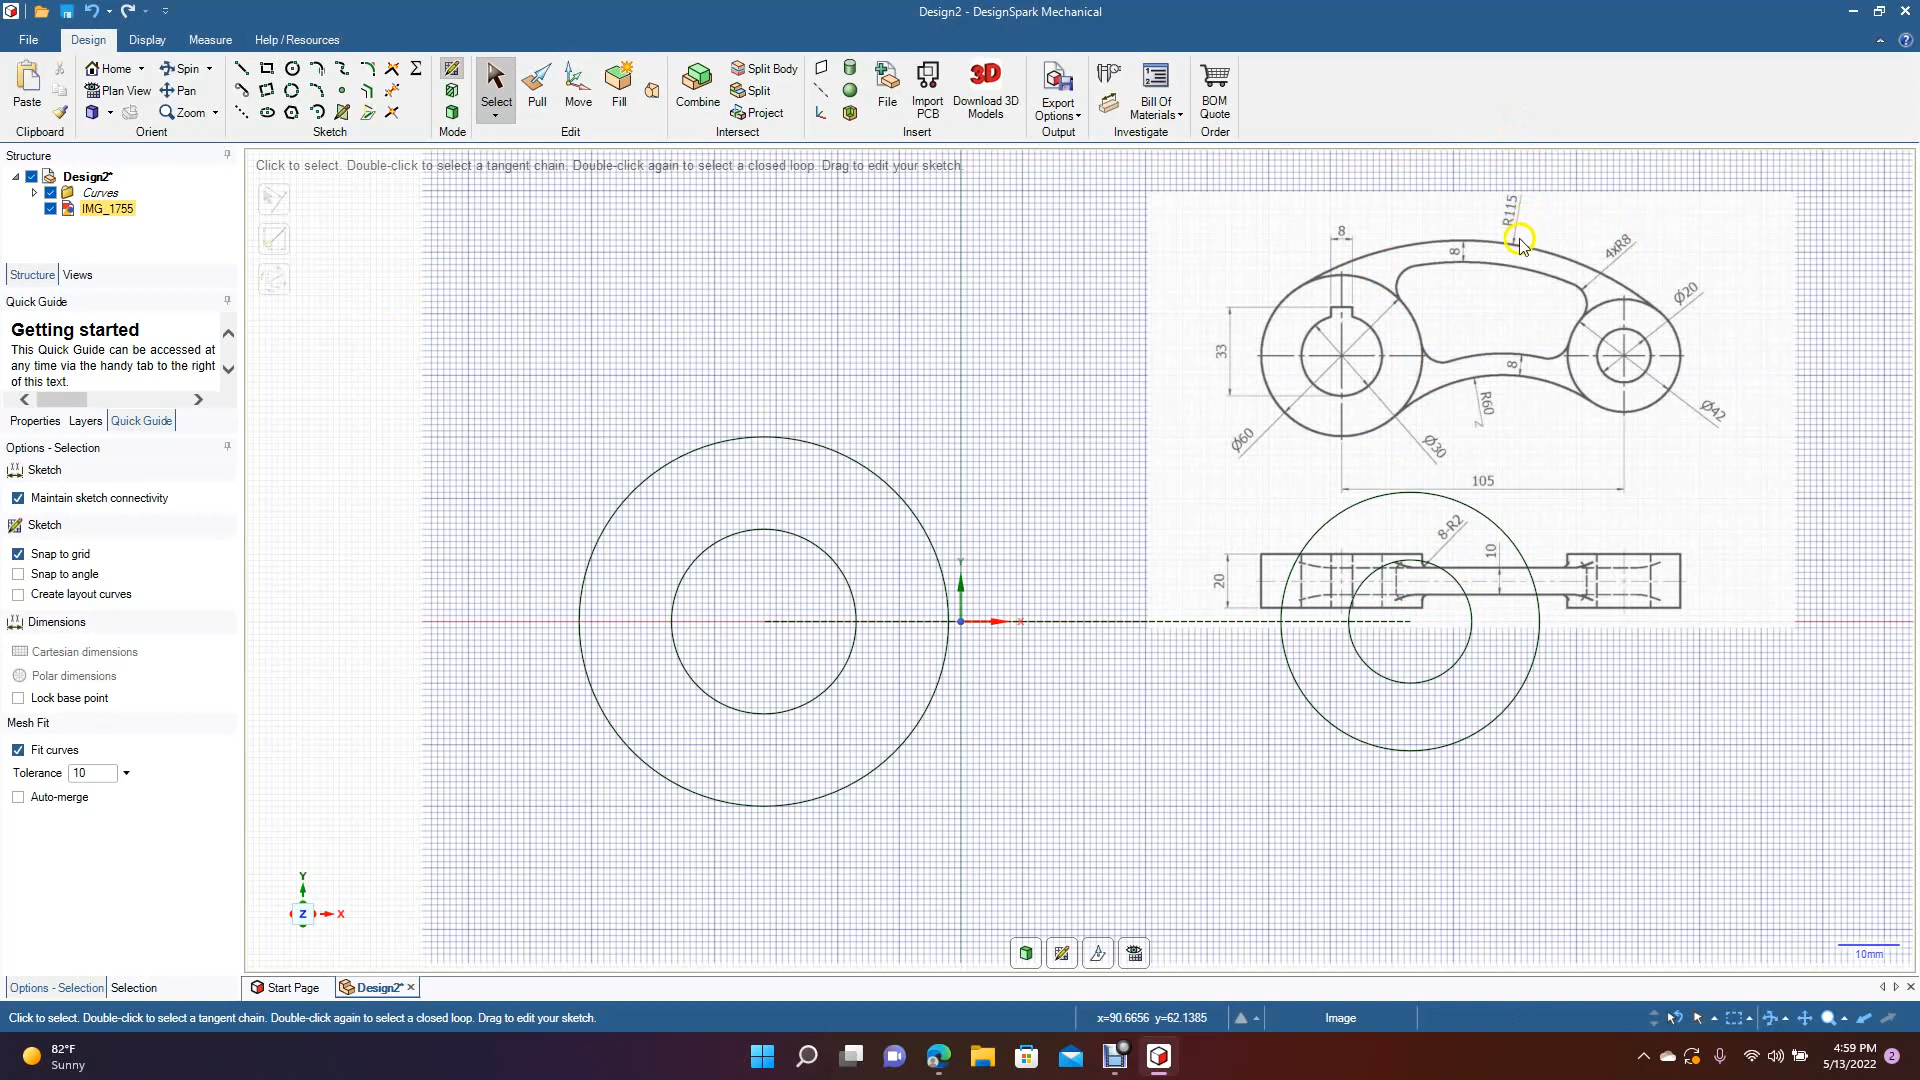 Design2 - DesignSpark Mechanical
File Design Display Measure Help / Resources
Home Spin
Plan View Pan
Zoom
Paste
Select Pull Move Fill
Combine
Split Body
Split
Project
File Import PCB Download 3D Models
Export Options
Bill Of Materials
BOM Quote
Clipboard Orient Sketch Mode Edit Intersect Insert Output Investigate Order
Structure
Design2*
Curves
IMG_1755
Structure Views
Quick Guide
Getting started
This Quick Guide can be accessed at
any time via the handy tab to the right
of this text.
Properties Layers Quick Guide
Options - Selection
Sketch
Maintain sketch connectivity
Sketch
Snap to grid
Snap to angle
Create layout curves
Dimensions
Cartesian dimensions
Polar dimensions
Lock base point
Mesh Fit
Fit curves
Tolerance 10
Auto-merge
Options - Selection Selection
Click to select. Double-click to select a tangent chain. Double-click again to select a closed loop. Drag to edit your sketch.
R115
8
8
4xR8
Ø20
33
8
R60
Ø42
Ø60
Ø30
105
8-R2
10
20
Y
X
Y
Z X
10mm
Start Page Design2*
Click to select. Double-click to select a tangent chain. Double-click again to select a closed loop. Drag to edit your sketch.
x=90.6656 y=62.1385
Image
82°F
Sunny
4:59 PM
5/13/2022
2